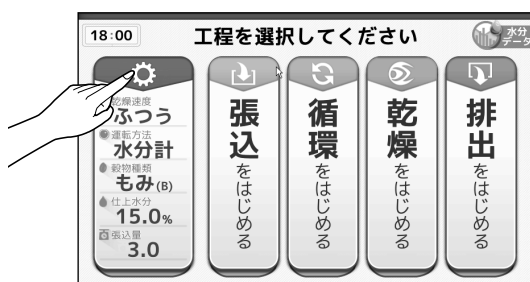 18:00
工程を選択してください
水分
データ
乾燥速度
ふつう
運転方法
水分計
穀物種類
もみ(B)
仕上水分
15.0%
張込量
3.0
張込をはじめる
循環をはじめる
乾燥をはじめる
排出をはじめる